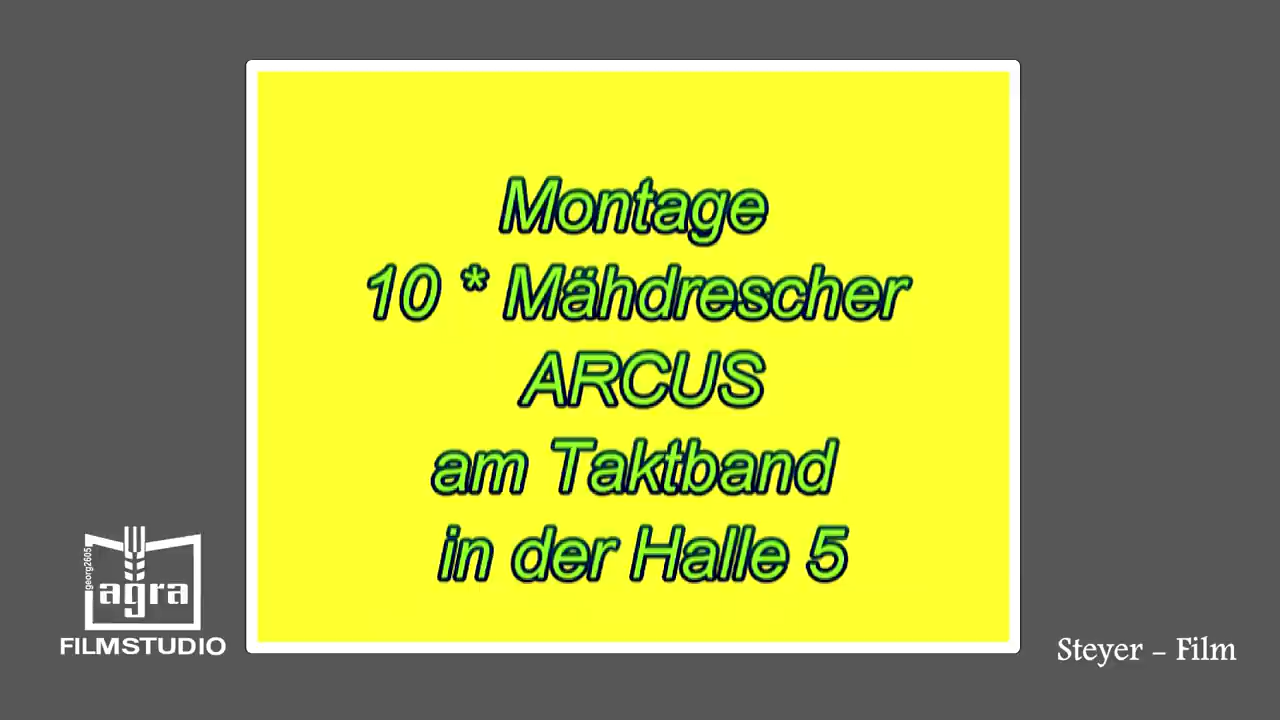 Montage
10 * Mähdrescher
ARCUS
am Taktband
in der Halle 5
georg2605
agra
FILMSTUDIO
Steyer – Film